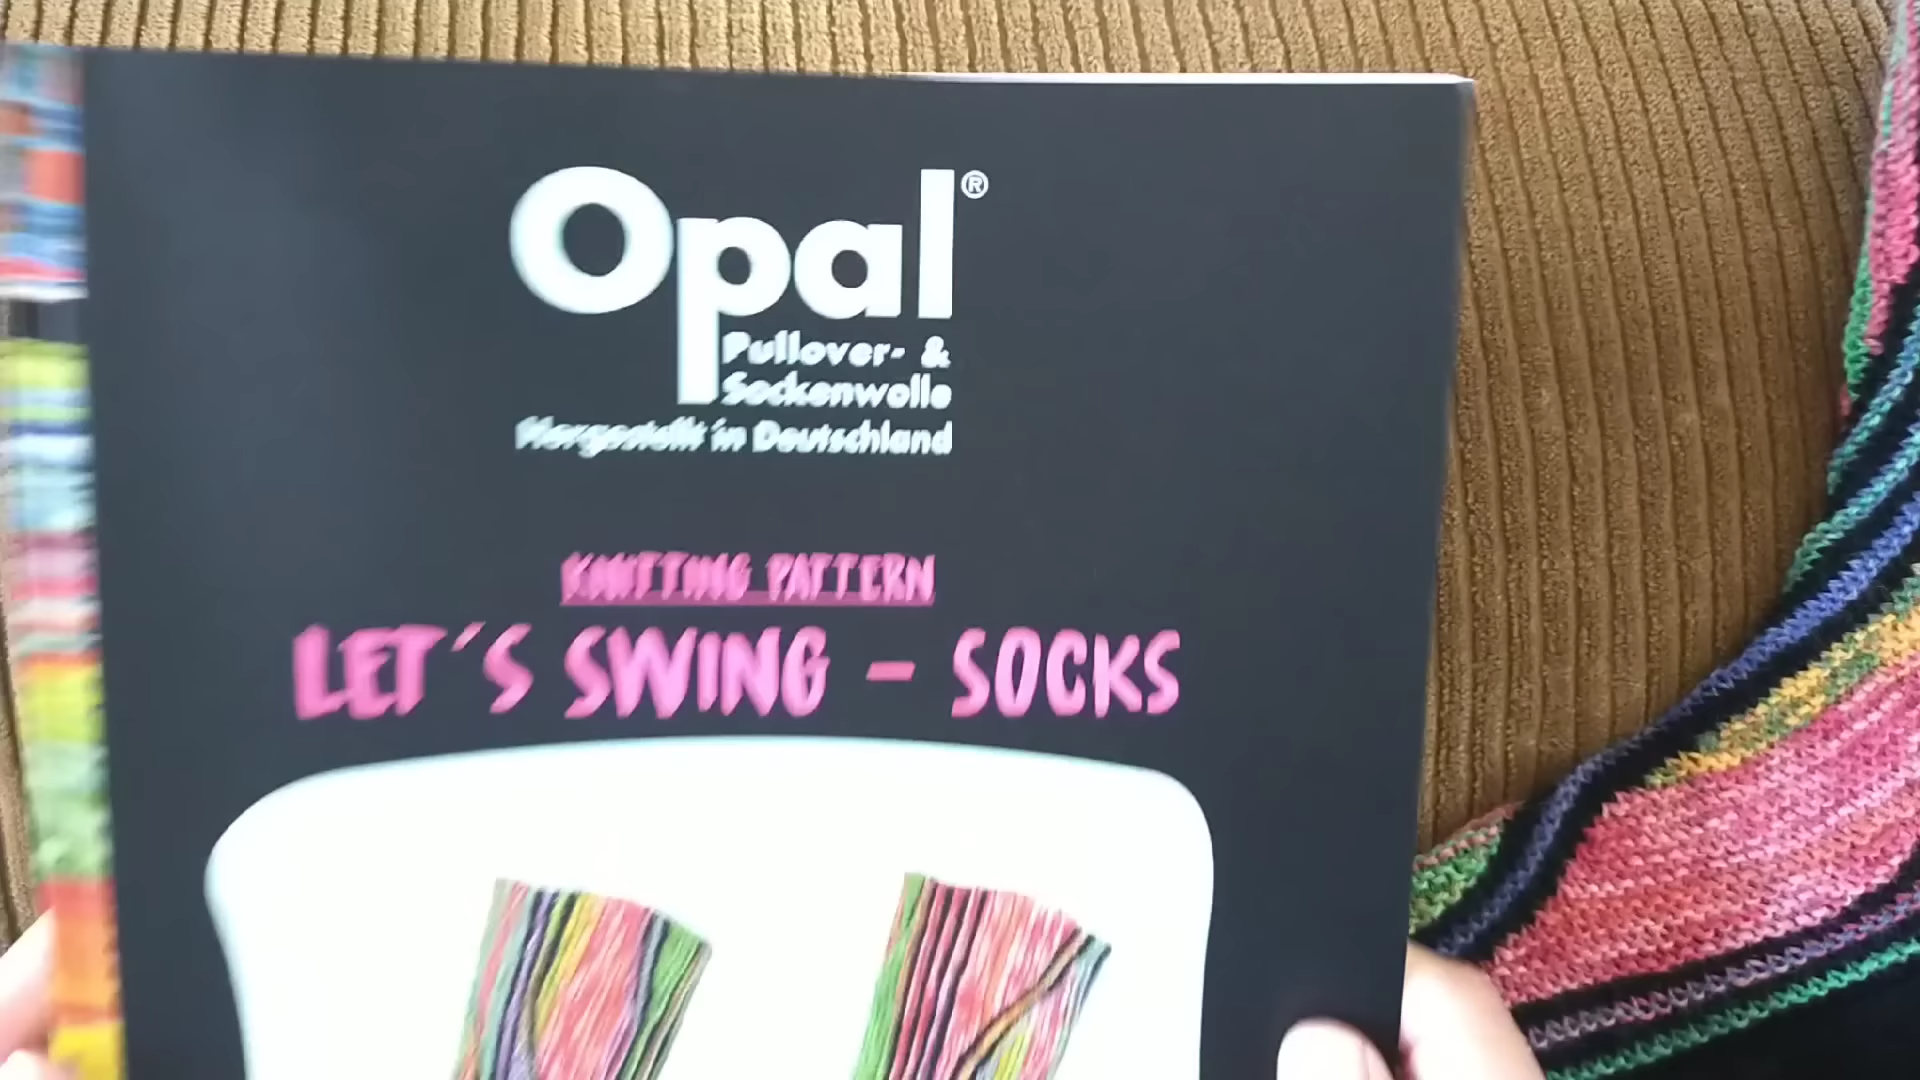 Opal®
Pullover- &
Sockenwolle
Hergestellt in Deutschland
KNITTING PATTERN
LET´S SWING - SOCKS